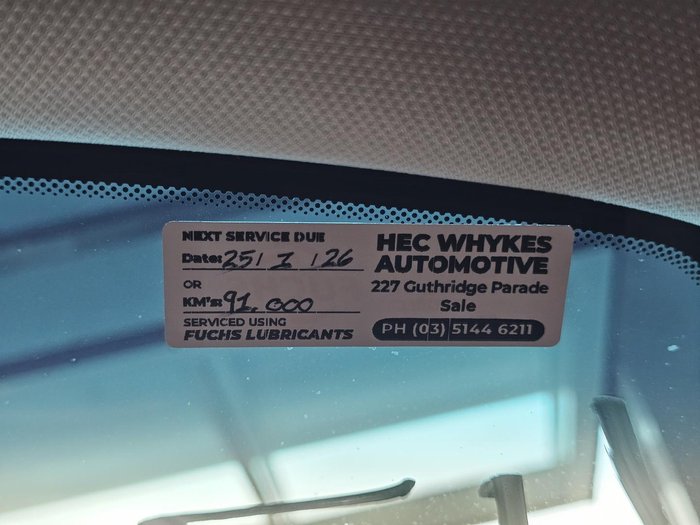 NEXT SERVICE DUE
Date: 25 / 1 / 26
OR
KM's: 91,000
SERVICED USING
FUCHS LUBRICANTS
HEC WHYKES
AUTOMOTIVE
227 Guthridge Parade
Sale
PH (03) 5144 6211